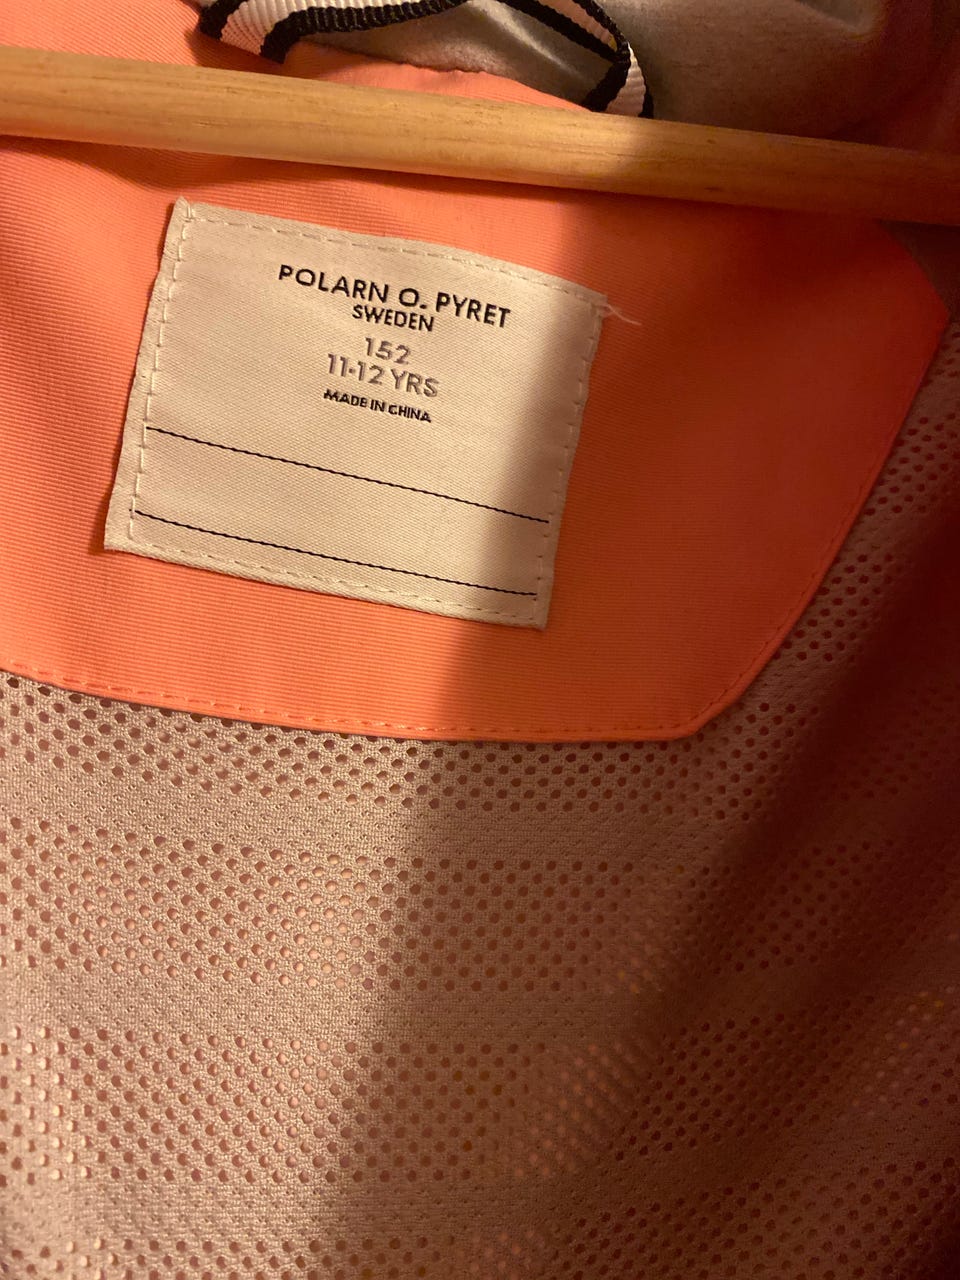 POLARN O. PYRET
SWEDEN
152
11-12 YRS
MADE IN CHINA